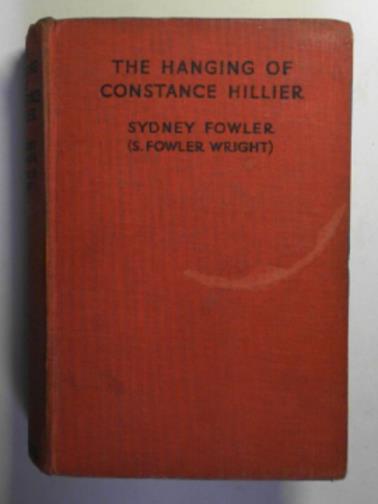 THE HANGING OF
CONSTANCE HILLIER
SYDNEY FOWLER
(S. FOWLER WRIGHT)